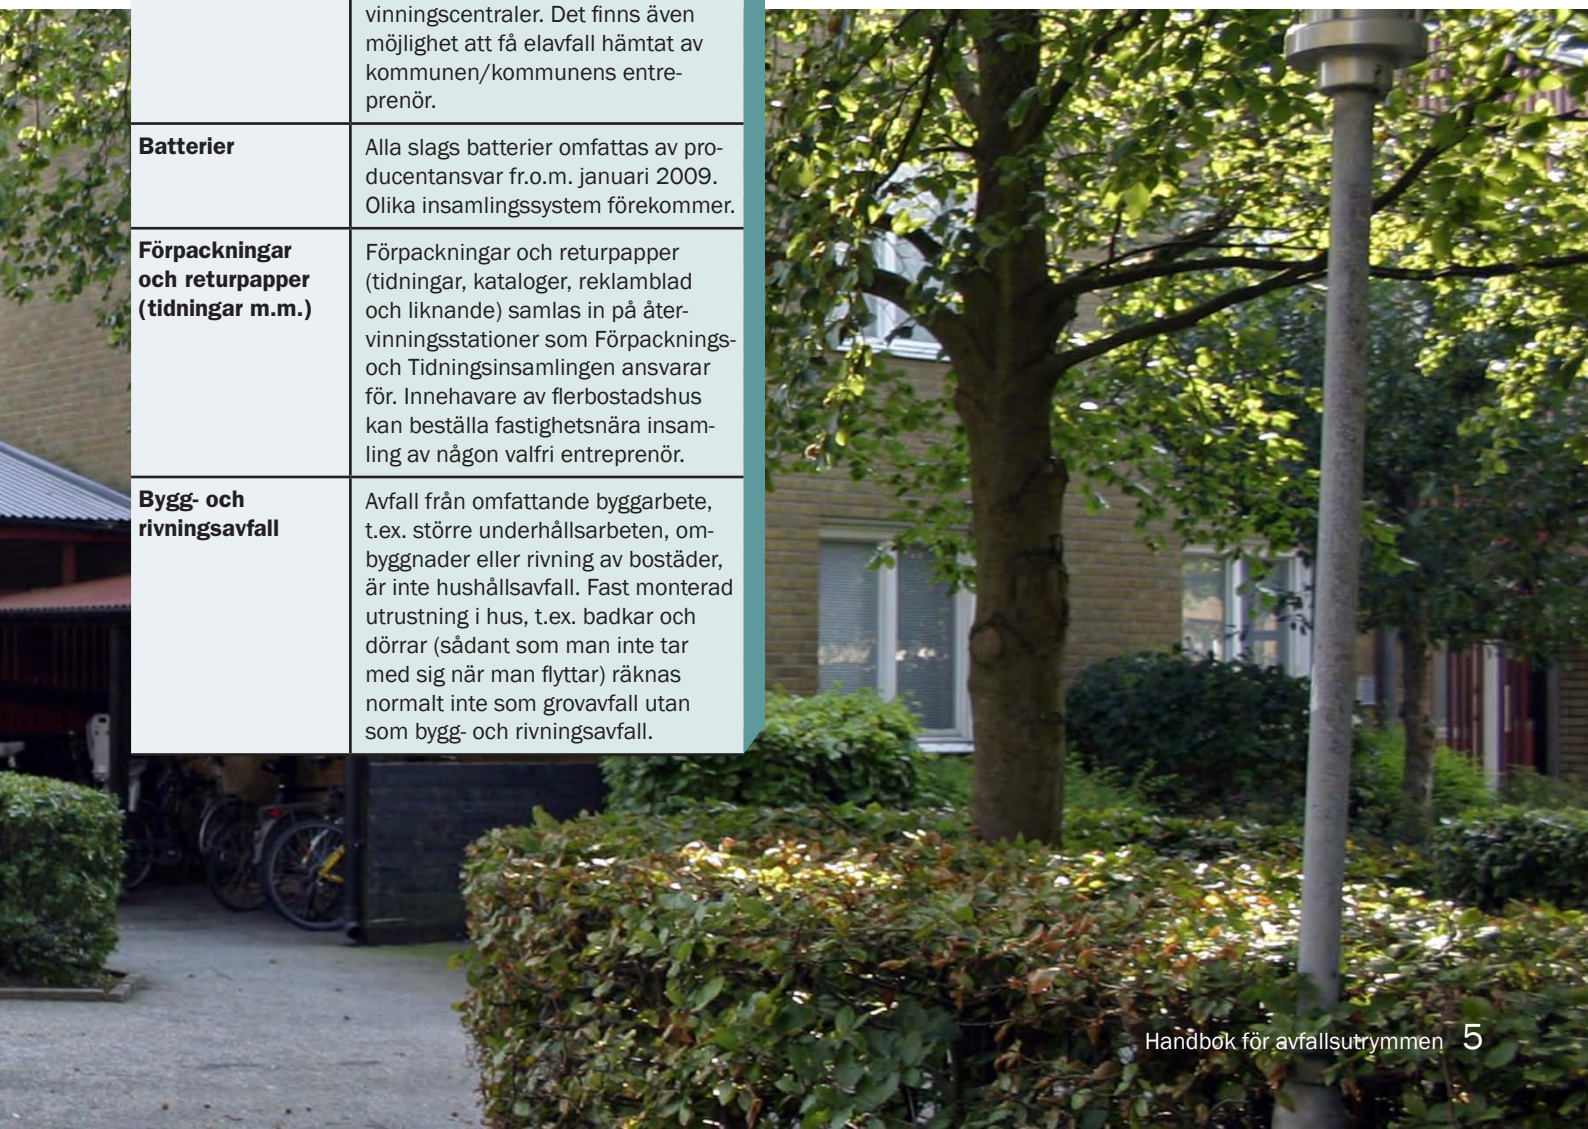 vinningscentraler. Det finns även
möjlighet att få elavfall hämtat av
kommunen/kommunens entre-
prenör.
Batterier
Alla slags batterier omfattas av pro-
ducentansvar fr.o.m. januari 2009.
Olika insamlingssystem förekommer.
Förpackningar
och returpapper
(tidningar m.m.)
Förpackningar och returpapper
(tidningar, kataloger, reklamblad
och liknande) samlas in på åter-
vinningsstationer som Förpacknings-
och Tidningsinsamlingen ansvarar
för. Innehavare av flerbostadshus
kan beställa fastighetsnära insam-
ling av någon valfri entreprenör.
Bygg- och
rivningsavfall
Avfall från omfattande byggarbete,
t.ex. större underhållsarbeten, om-
byggnader eller rivning av bostäder,
är inte hushållsavfall. Fast monterad
utrustning i hus, t.ex. badkar och
dörrar (sådant som man inte tar
med sig när man flyttar) räknas
normalt inte som grovavfall utan
som bygg- och rivningsavfall.
Handbok för avfallsutrymmen 5